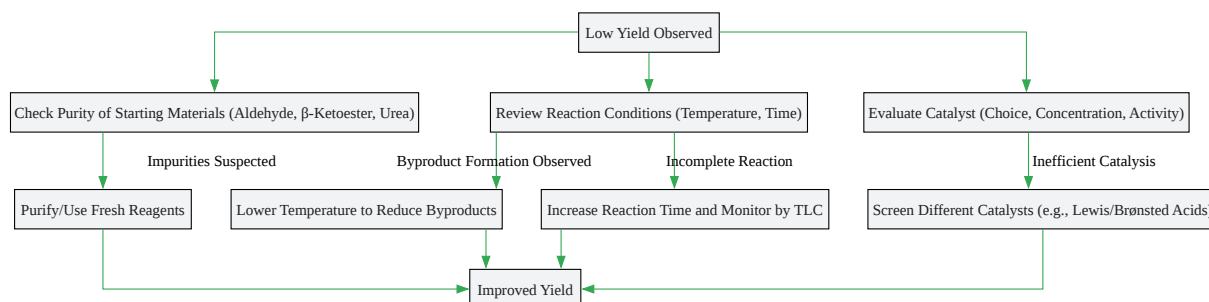 Low Yield Observed
Check Purity of Starting Materials (Aldehyde, β-Ketoester, Urea)
Review Reaction Conditions (Temperature, Time)
Evaluate Catalyst (Choice, Concentration, Activity)
Impurities Suspected
Byproduct Formation Observed
Incomplete Reaction
Inefficient Catalysis
Purify/Use Fresh Reagents
Lower Temperature to Reduce Byproducts
Increase Reaction Time and Monitor by TLC
Screen Different Catalysts (e.g., Lewis/Brønsted Acids)
Improved Yield